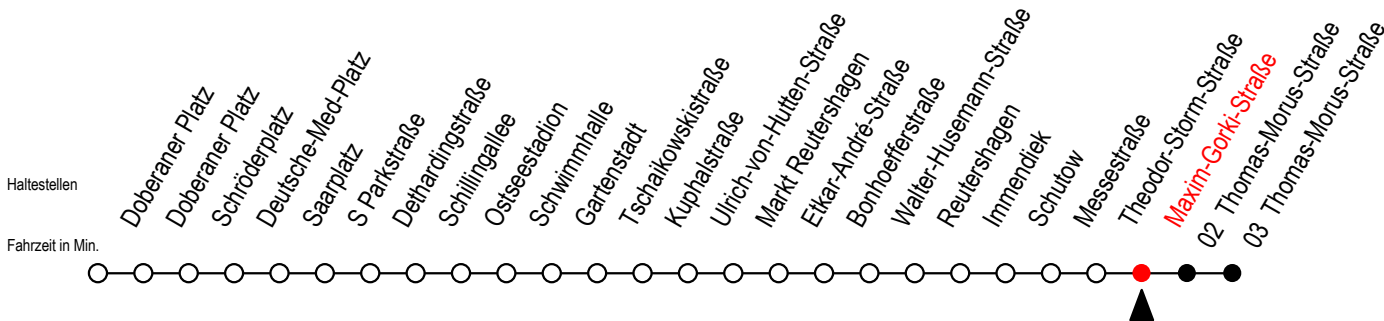 Haltestellen
Doberaner Platz
Doberaner Platz
Schröderplatz
Deutsche-Med-Platz
Saarplatz
S Parkstraße
Dethardingstraße
Schillingallee
Ostseestadion
Schwimmhalle
Gartenstadt
Tschaikowskistraße
Kuphalstraße
Ulrich-von-Hutten-Straße
Markt Reutershagen
Etkar-André-Straße
Bonhoefferstraße
Walter-Husemann-Straße
Reutershagen
Immendiek
Schutow
Messestraße
Theodor-Storm-Straße
Maxim-Gorki-Straße
02 Thomas-Morus-Straße
03 Thomas-Morus-Straße
Fahrzeit in Min.